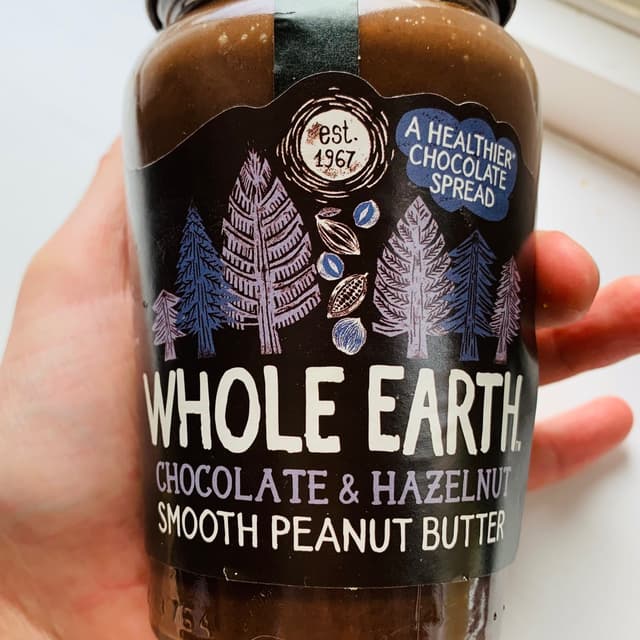 est.
1967
A HEALTHIER
CHOCOLATE
SPREAD
WHOLE EARTH
CHOCOLATE & HAZELNUT
SMOOTH PEANUT BUTTER